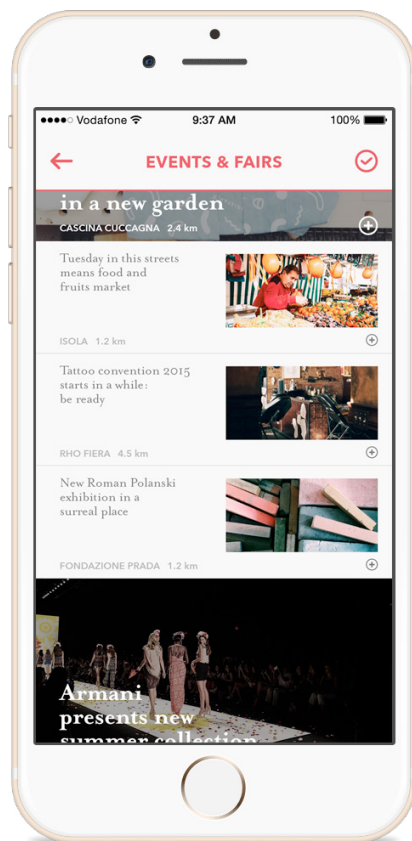 Vodafone 9:37 AM 100%
EVENTS & FAIRS
in a new garden
CASCINA CUCCAGNA 2.4 km
Tuesday in this streets
means food and
fruits market
ISOLA 1.2 km
Tattoo convention 2015
starts in a while:
be ready
RHO FIERA 4.5 km
New Roman Polanski
exhibition in a
surreal place
FONDAZIONE PRADA 1.2 km
Armani
presents new
summer collection